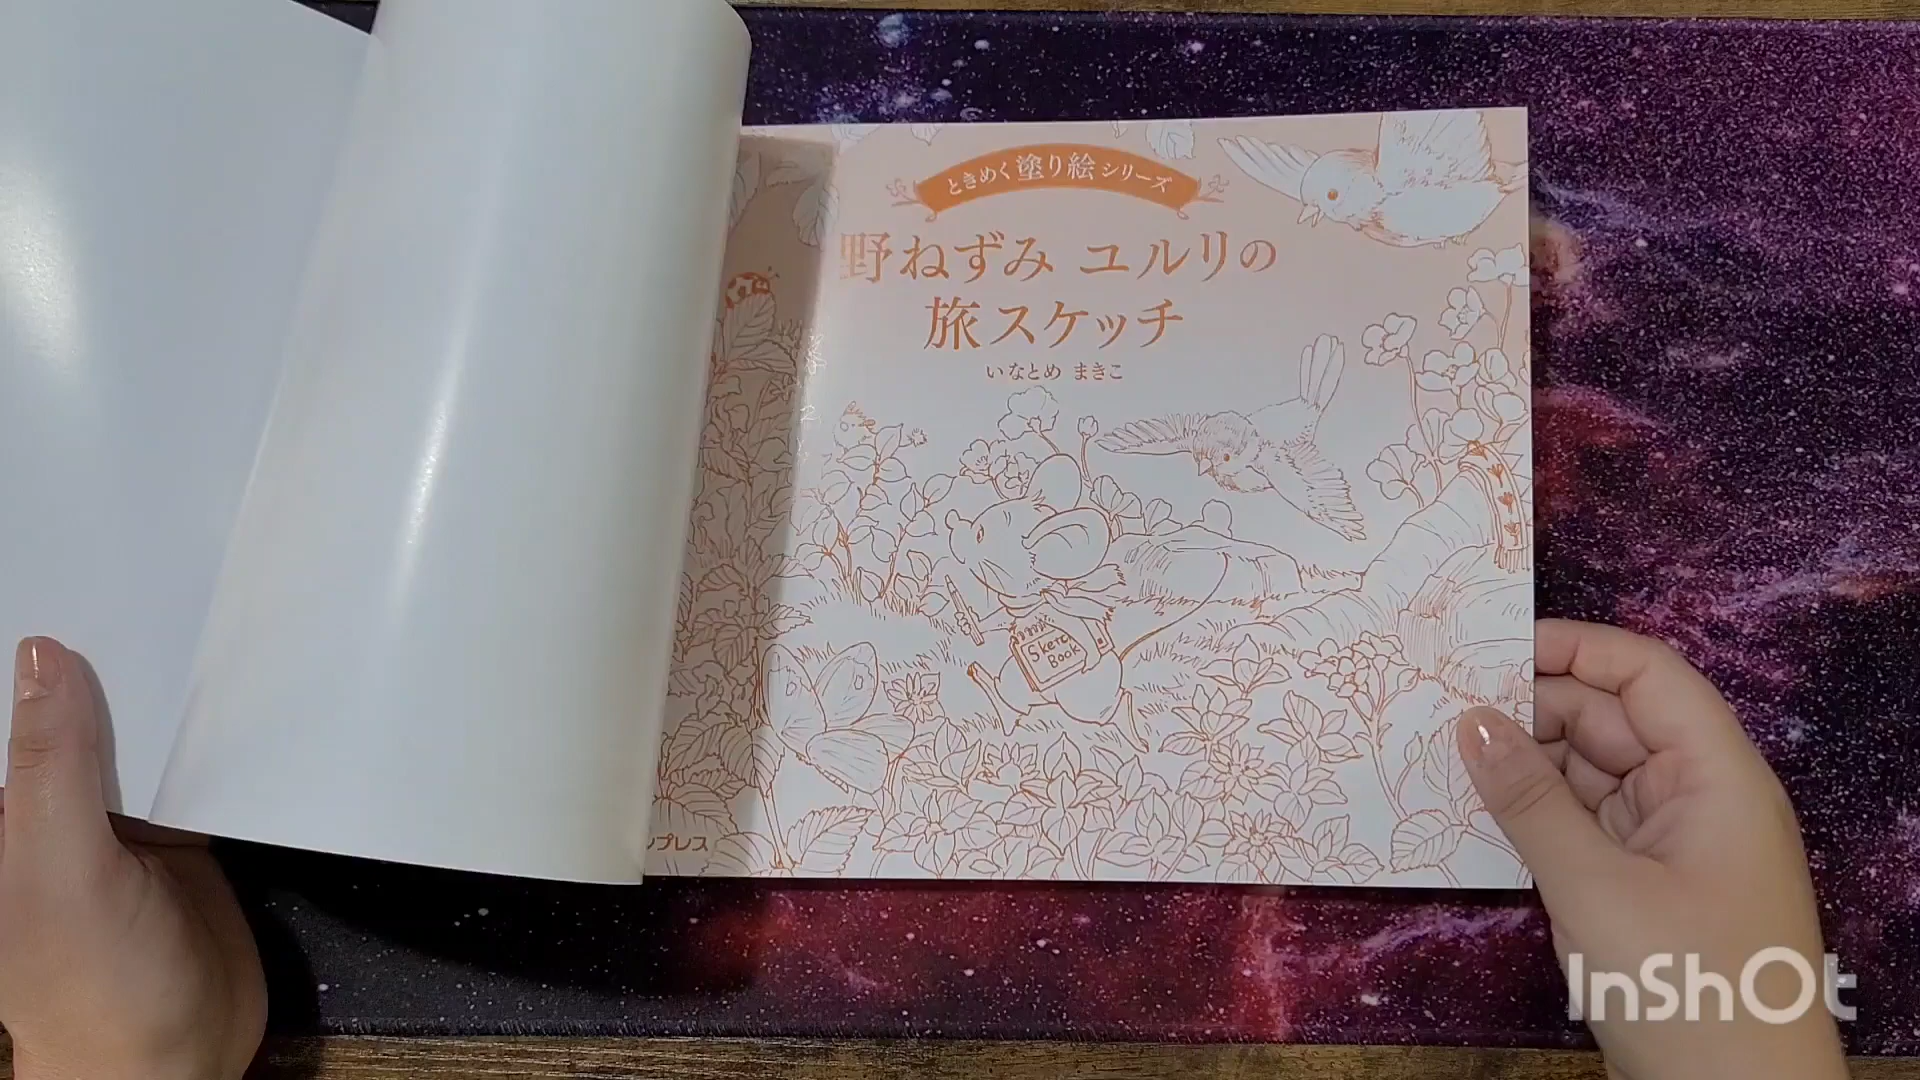 ときめく塗り絵シリーズ
野ねずみ ユルリの
旅スケッチ
いなとめ まきこ
Sketch
Book
ンプレス
InShOt